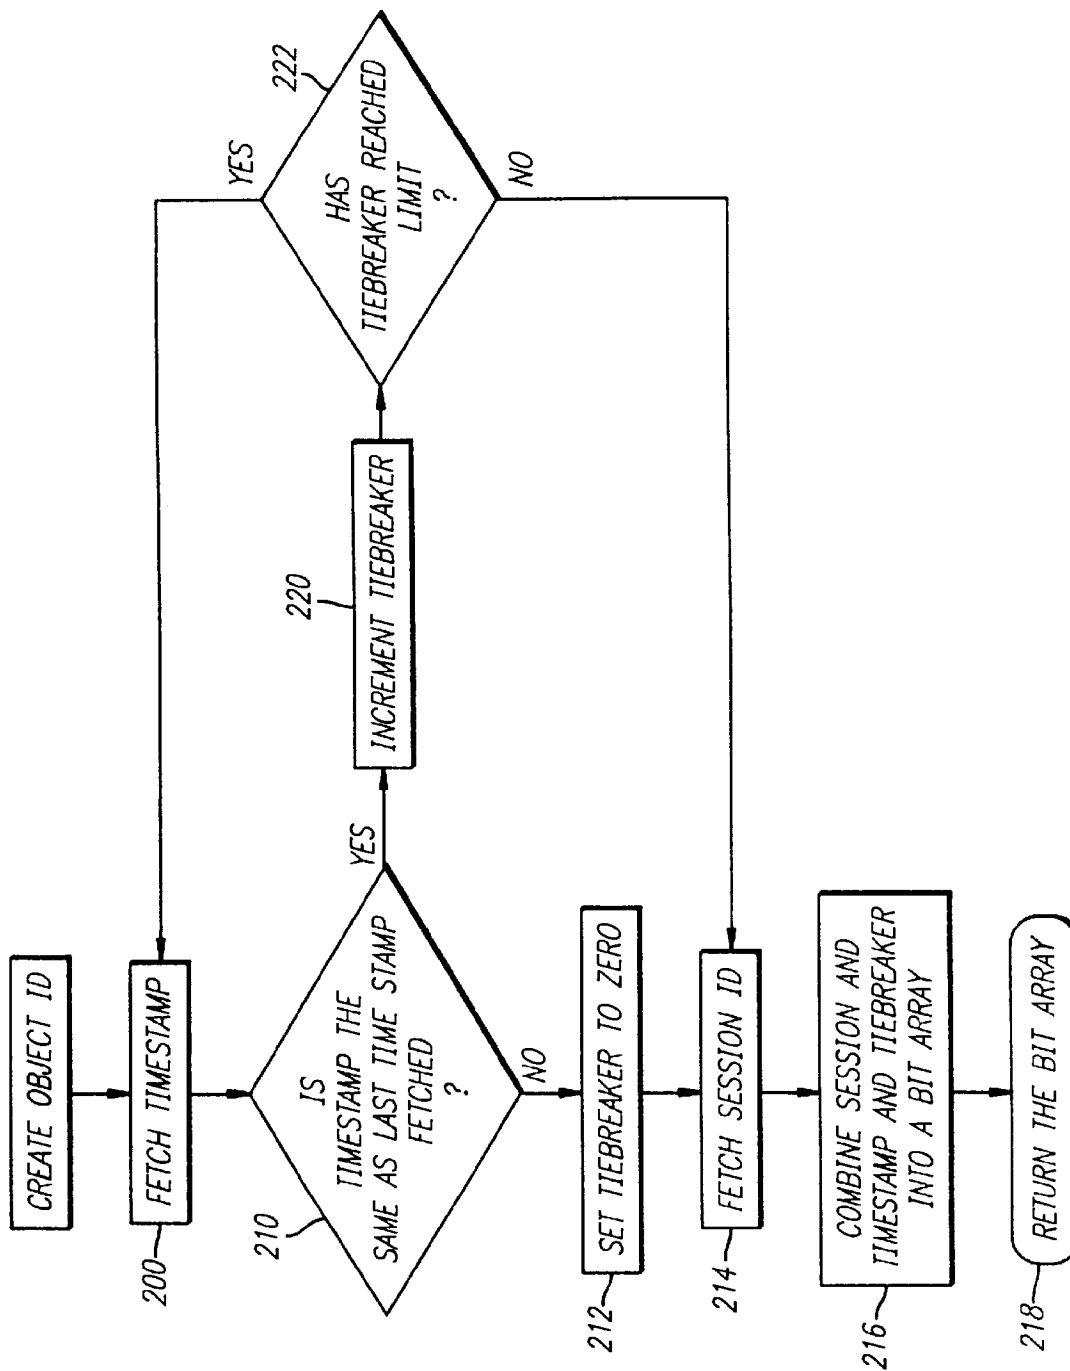 CREATE OBJECT ID
FETCH TIMESTAMP
200
IS
TIMESTAMP THE
SAME AS LAST TIME STAMP
FETCHED
?
210
YES
NO
INCREMENT TIEBREAKER
220
HAS
TIEBREAKER REACHED
LIMIT
?
222
YES
NO
SET TIEBREAKER TO ZERO
212
FETCH SESSION ID
214
COMBINE SESSION AND
TIMESTAMP AND TIEBREAKER
INTO A BIT ARRAY
216
RETURN THE BIT ARRAY
218